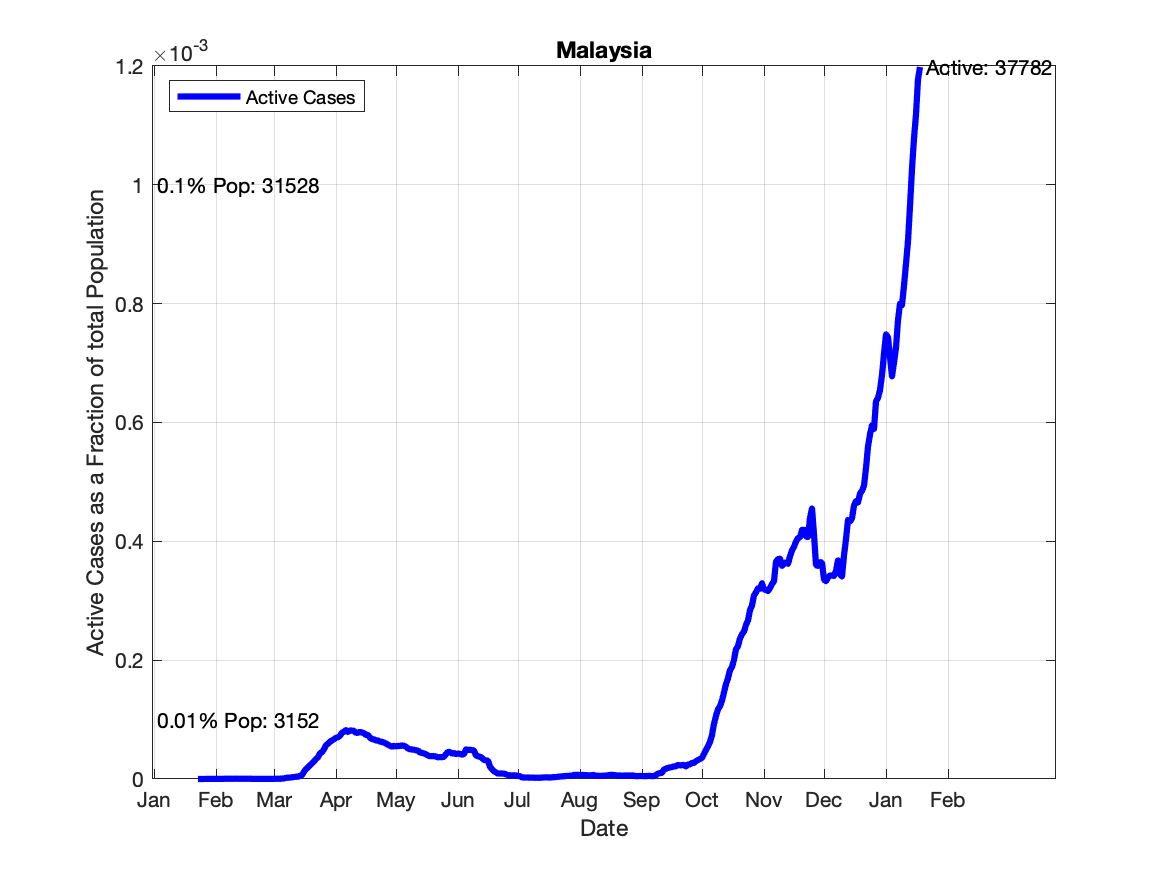 Malaysia
×10-3
Active: 37782
Active Cases
1.2
1
0.8
0.6
0.4
0.2
0
0.1% Pop: 31528
0.01% Pop: 3152
Active Cases as a Fraction of total Population
Jan Feb Mar Apr May Jun Jul Aug Sep Oct Nov Dec Jan Feb
Date